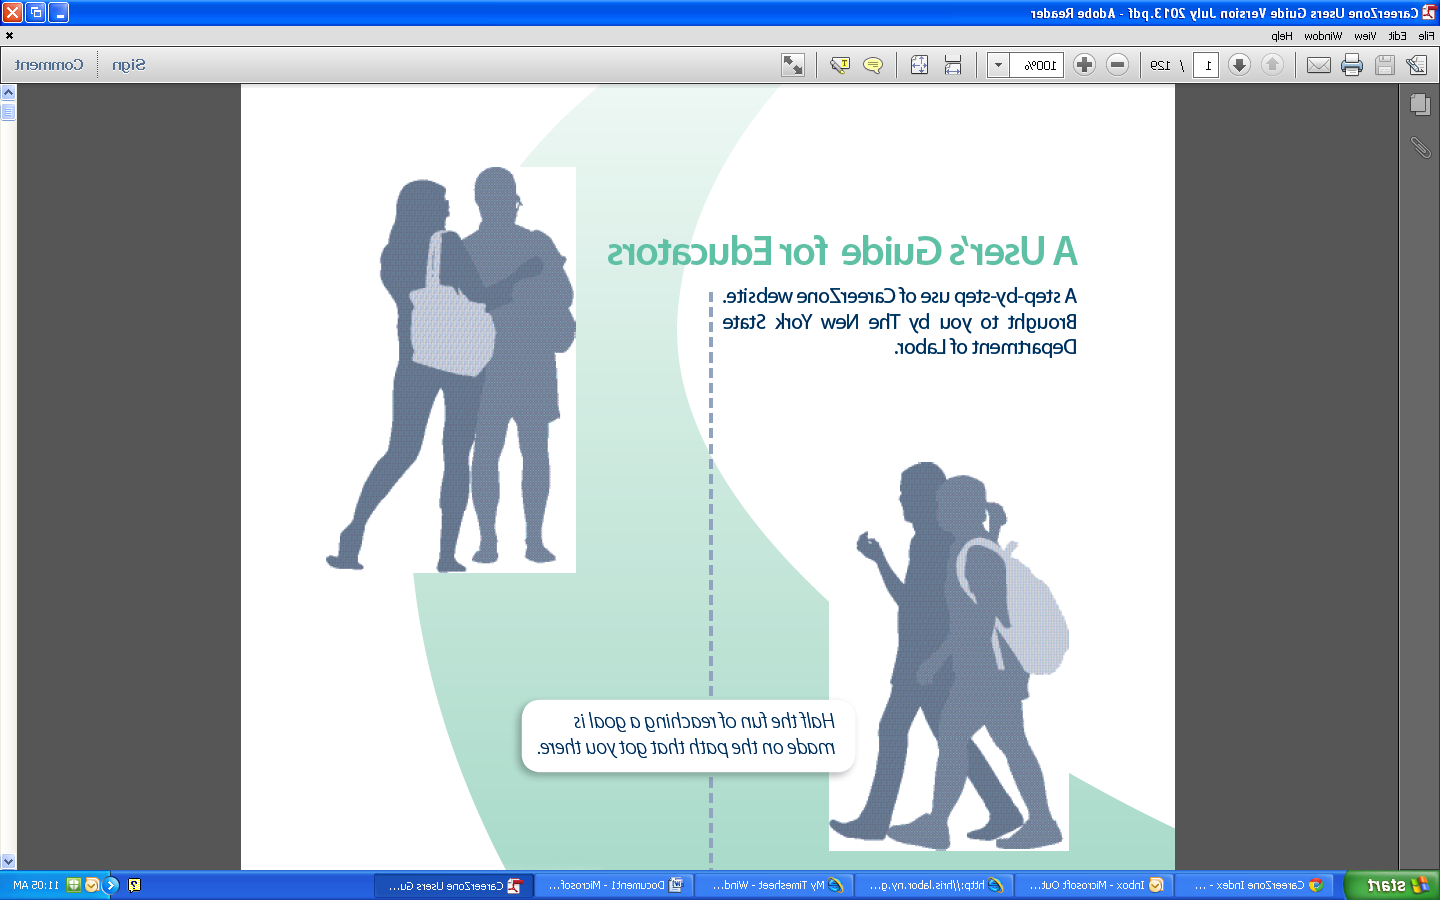 CareerZone Users Guide Version July 2013.pdf - Adobe Reader
File Edit View Window Help
1 / 129 100% Sign Comment
A User's Guide for Educators
A step-by-step use of CareerZone website.
Brought to you by The New York State
Department of Labor.
Half the fun of reaching a goal is
made on the path that got you there.
start CareerZone Index - ... Inbox - Microsoft Out... http://hris.labor.ny.g... My Timesheet - Wind... Document1 - Microsof... CareerZone Users Gu... 11:05 AM